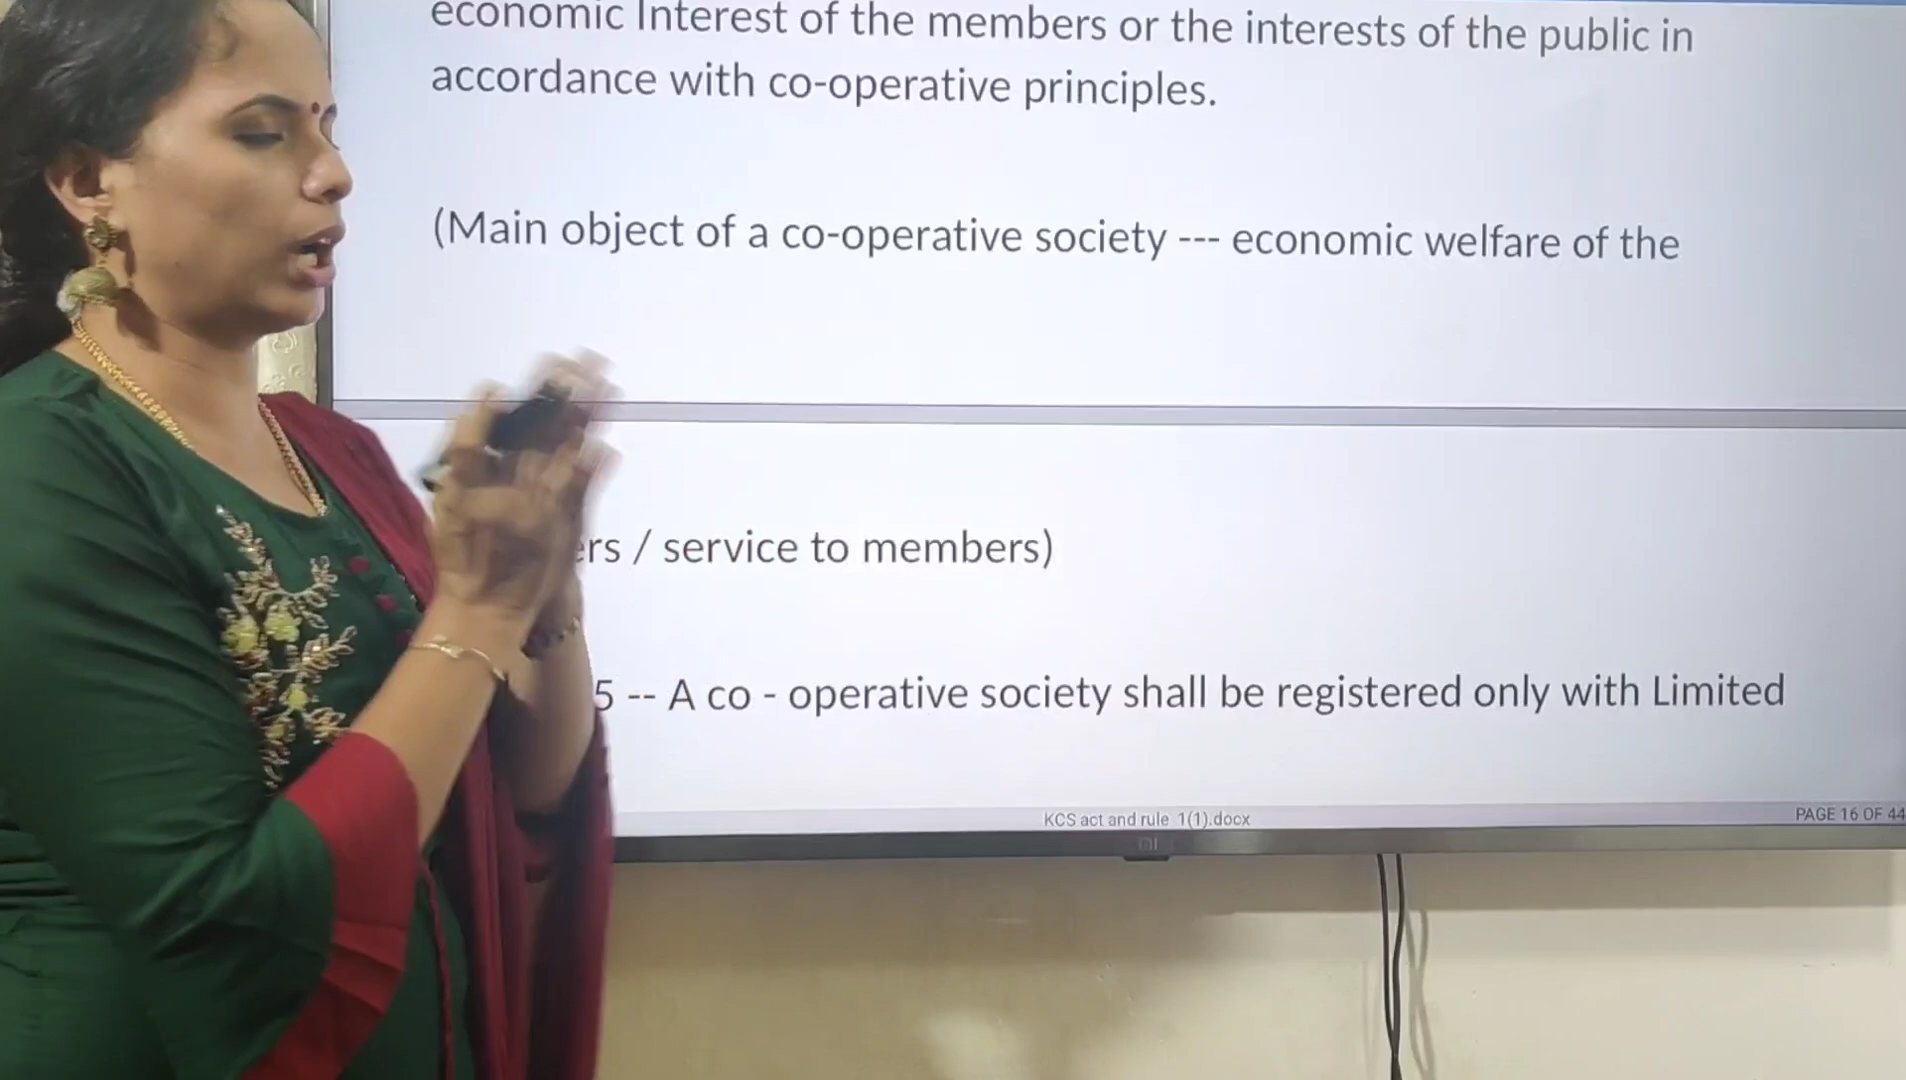 economic Interest of the members or the interests of the public in
accordance with co-operative principles.
(Main object of a co-operative society --- economic welfare of the
ers / service to members)
5 -- A co - operative society shall be registered only with Limited
KCS act and rule 1(1).docx
PAGE 16 OF 44
mi